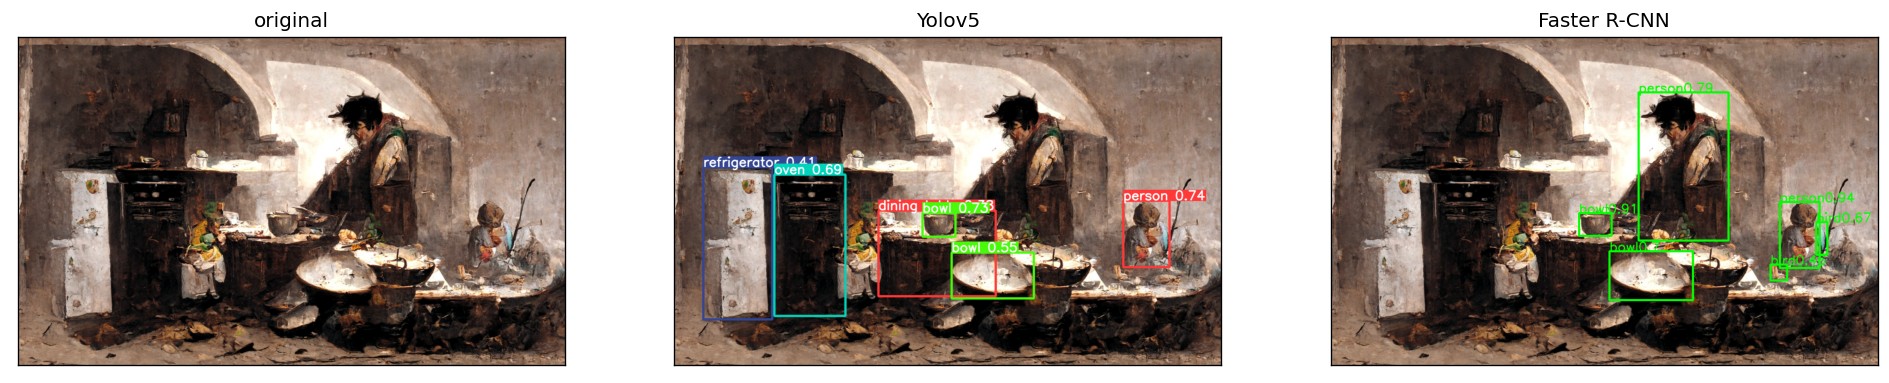 original
Yolov5
Faster R-CNN
refrigerator 0.41
oven 0.69
dining
bowl 0.73
bowl 0.55
person 0.74
person0.79
bowl0.91
bowl0.
person0.94